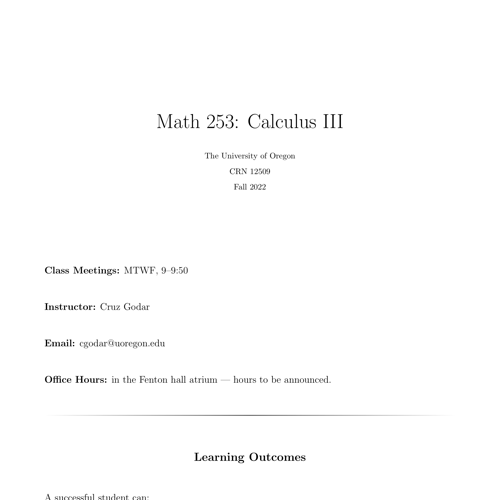 Math 253: Calculus III
The University of Oregon
CRN 12509
Fall 2022
Class Meetings: MTWF, 9–9:50
Instructor: Cruz Godar
Email: cgodar@uoregon.edu
Office Hours: in the Fenton hall atrium — hours to be announced.
Learning Outcomes
A successful student can: